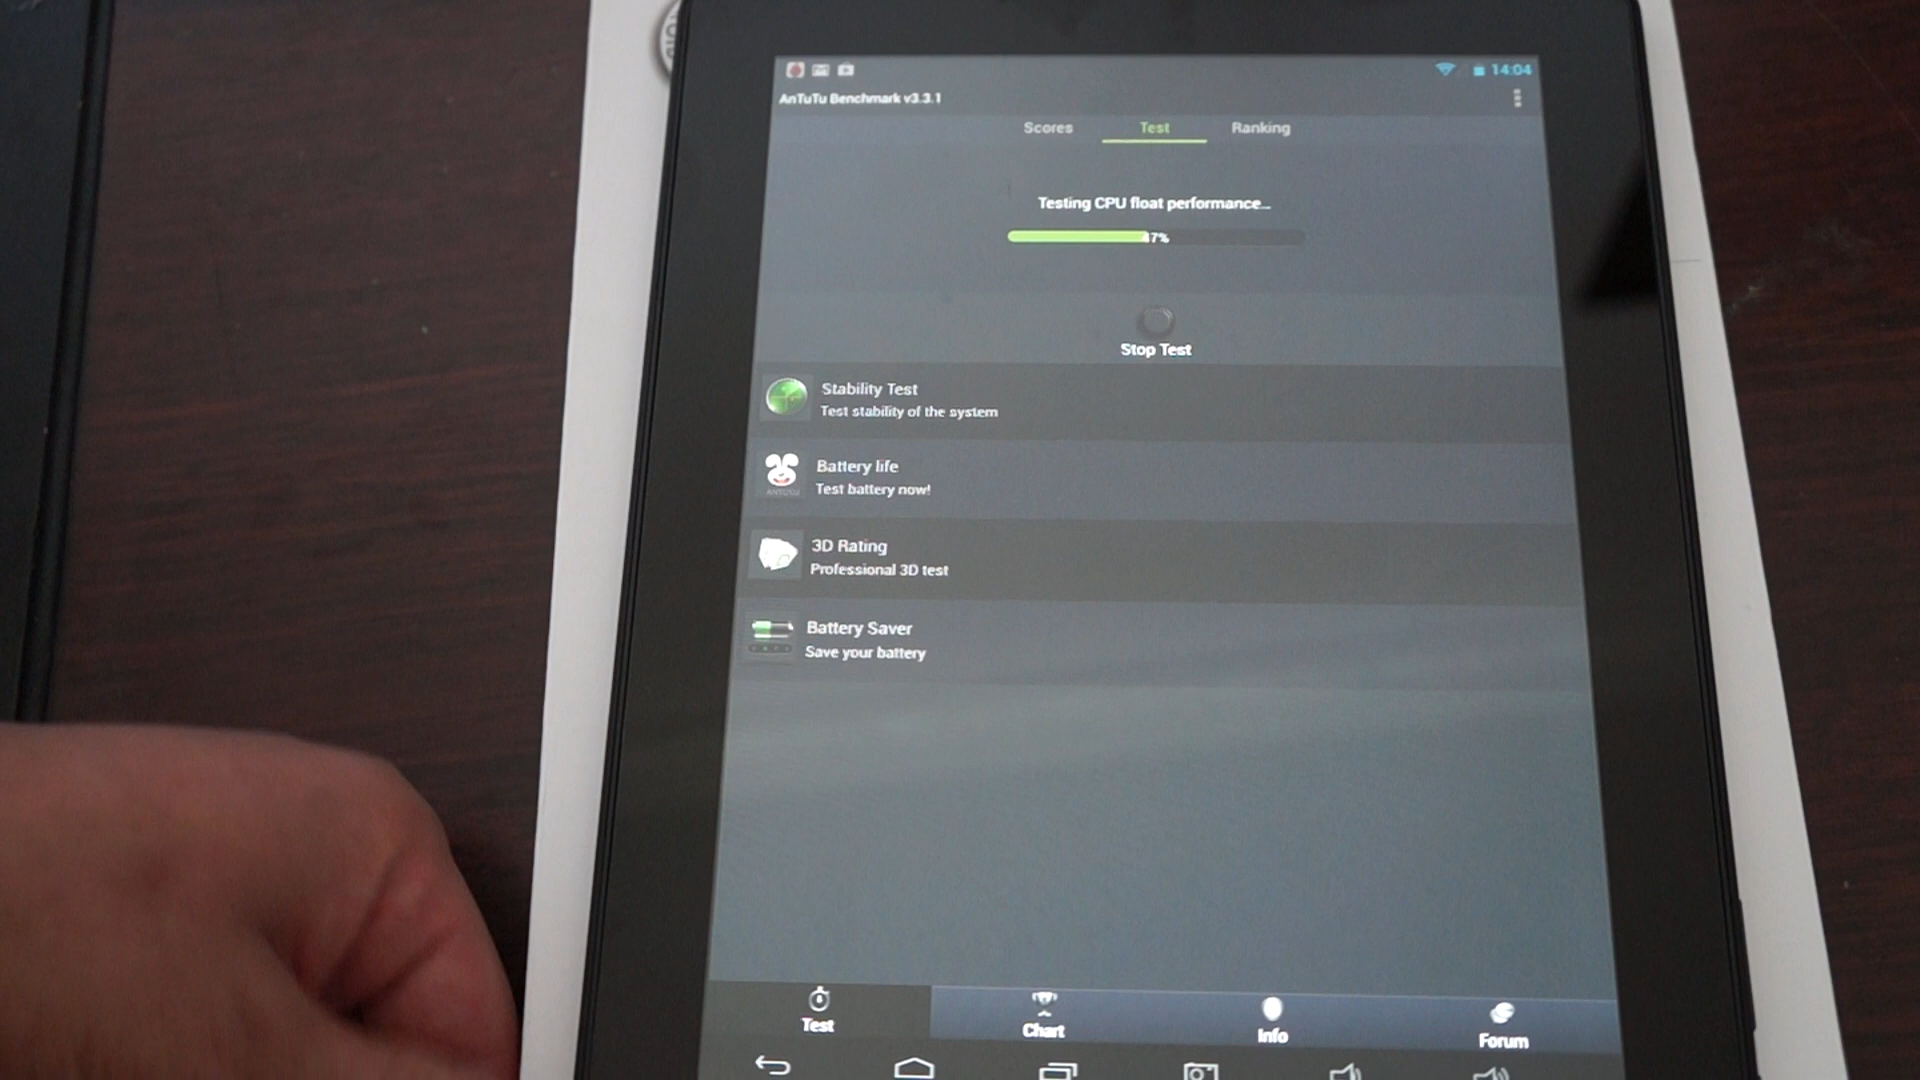 14:04
AnTuTu Benchmark v3.3.1
Scores Test Ranking
Testing CPU float performance...
47%
Stop Test
Stability Test
Test stability of the system
Battery life
Test battery now!
3D Rating
Professional 3D test
Battery Saver
Save your battery
Test Chart Info Forum